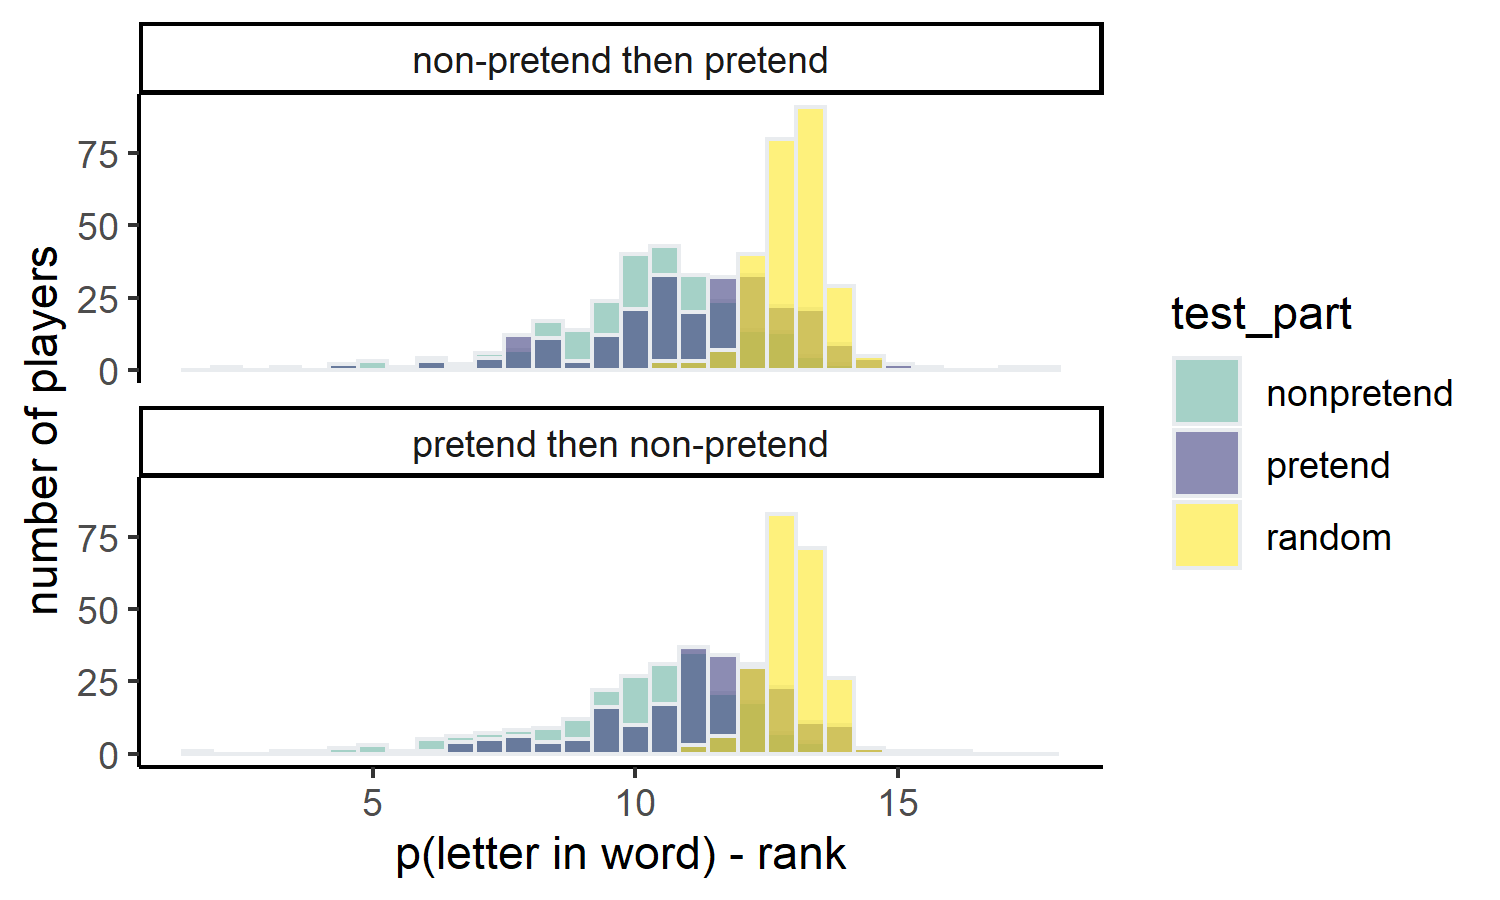 non-pretend then pretend
75
50
25
0
pretend then non-pretend
75
50
25
0
5 10 15
p(letter in word) - rank
number of players
test_part
nonpretend
pretend
random